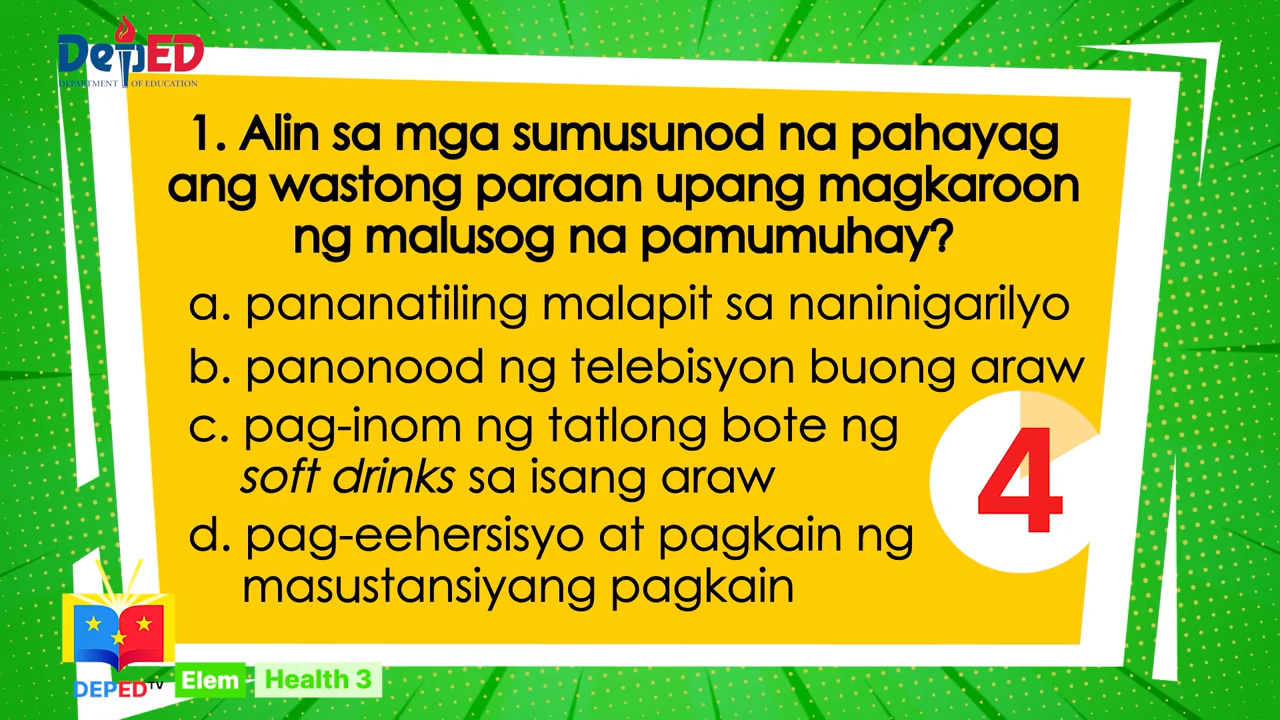 DepED
DEPARTMENT OF EDUCATION
1. Alin sa mga sumusunod na pahayag
ang wastong paraan upang magkaroon
ng malusog na pamumuhay?
a. pananatiling malapit sa naninigarilyo
b. panonood ng telebisyon buong araw
c. pag-inom ng tatlong bote ng
soft drinks sa isang araw
4
d. pag-eehersisyo at pagkain ng
masustansiyang pagkain
DEPED TV
Elem Health 3